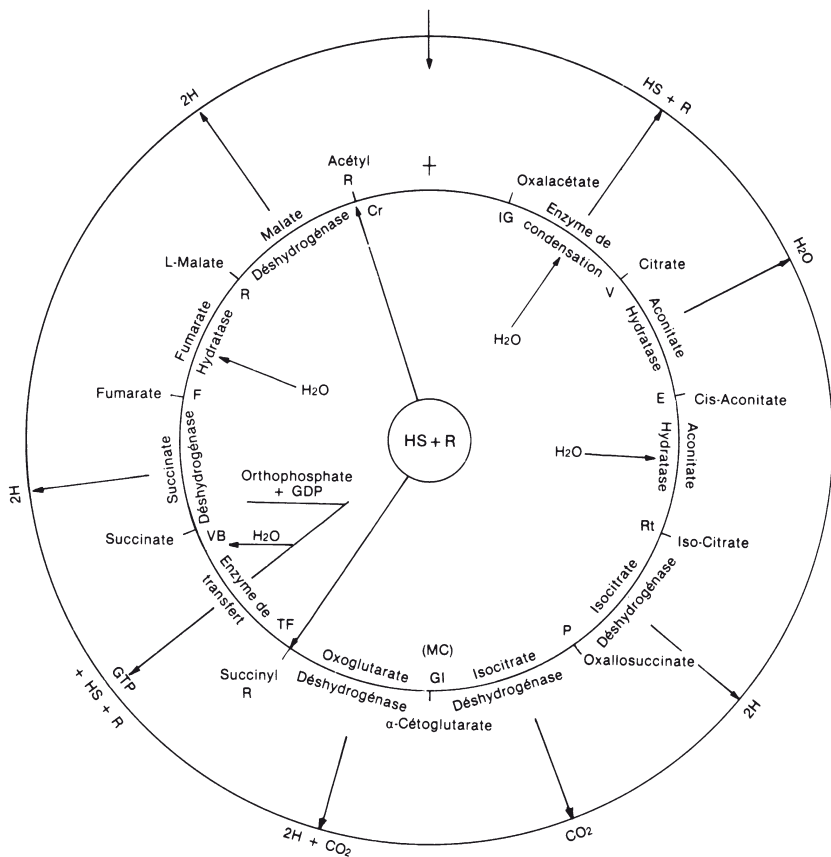 HS + R
2H
Acétyl
R
Oxalacétate
Enzyme de
condensation
Malate
Déshydrogénase
Cr
IG
L-Malate
R
Citrate
V
H₂O
Aconitate
Hydratase
Fumarate
Hydratase
H₂O
H₂O
Fumarate
F
E
Cis-Aconitate
HS + R
Succinate
Déshydrogénase
H₂O
Aconitate
Hydratase
2H
Orthophosphate
+ GDP
Succinate
VB
H₂O
Rt
Iso-Citrate
Enzyme de
transfert
Isocitrate
Déshydrogénase
TF
P
(MC)
Oxallosuccinate
Succinyl
R
Oxoglutarate
Déshydrogénase
GI
T
Isocitrate
Déshydrogénase
α-Cétoglutarate
GTP
+ HS + R
2H
2H + CO₂
CO₂